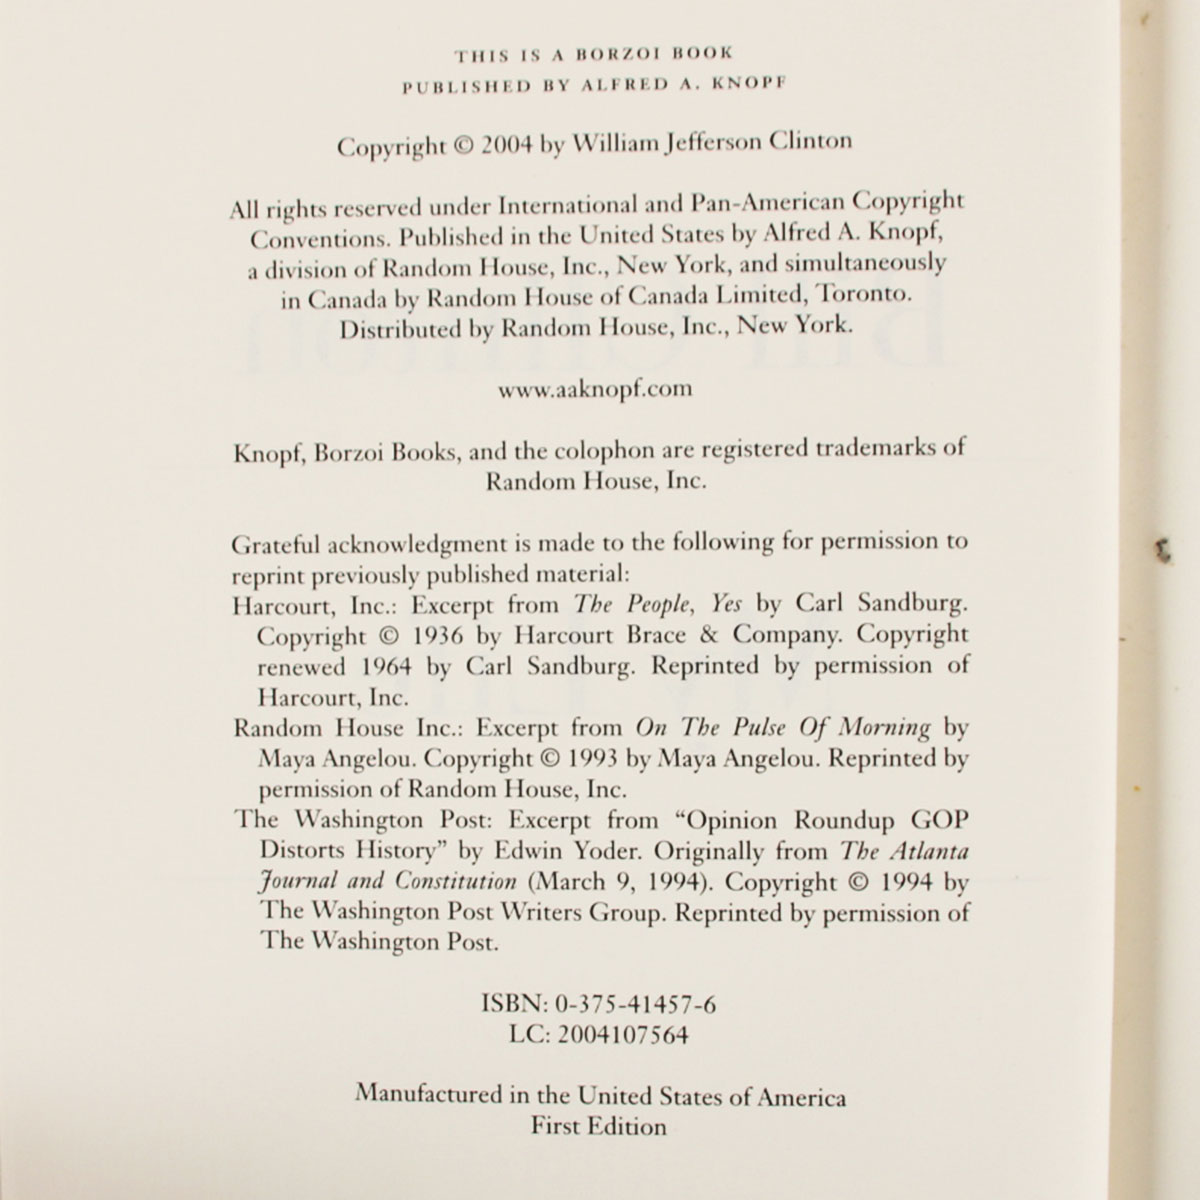 THIS IS A BORZOI BOOK
PUBLISHED BY ALFRED A. KNOPF
Copyright © 2004 by William Jefferson Clinton
All rights reserved under International and Pan-American Copyright
Conventions. Published in the United States by Alfred A. Knopf,
a division of Random House, Inc., New York, and simultaneously
in Canada by Random House of Canada Limited, Toronto.
Distributed by Random House, Inc., New York.
www.aaknopf.com
Knopf, Borzoi Books, and the colophon are registered trademarks of
Random House, Inc.
Grateful acknowledgment is made to the following for permission to
reprint previously published material:
Harcourt, Inc.: Excerpt from The People, Yes by Carl Sandburg.
Copyright © 1936 by Harcourt Brace & Company. Copyright
renewed 1964 by Carl Sandburg. Reprinted by permission of
Harcourt, Inc.
Random House Inc.: Excerpt from On The Pulse Of Morning by
Maya Angelou. Copyright © 1993 by Maya Angelou. Reprinted by
permission of Random House, Inc.
The Washington Post: Excerpt from “Opinion Roundup GOP
Distorts History” by Edwin Yoder. Originally from The Atlanta
Journal and Constitution (March 9, 1994). Copyright © 1994 by
The Washington Post Writers Group. Reprinted by permission of
The Washington Post.
ISBN: 0-375-41457-6
LC: 2004107564
Manufactured in the United States of America
First Edition